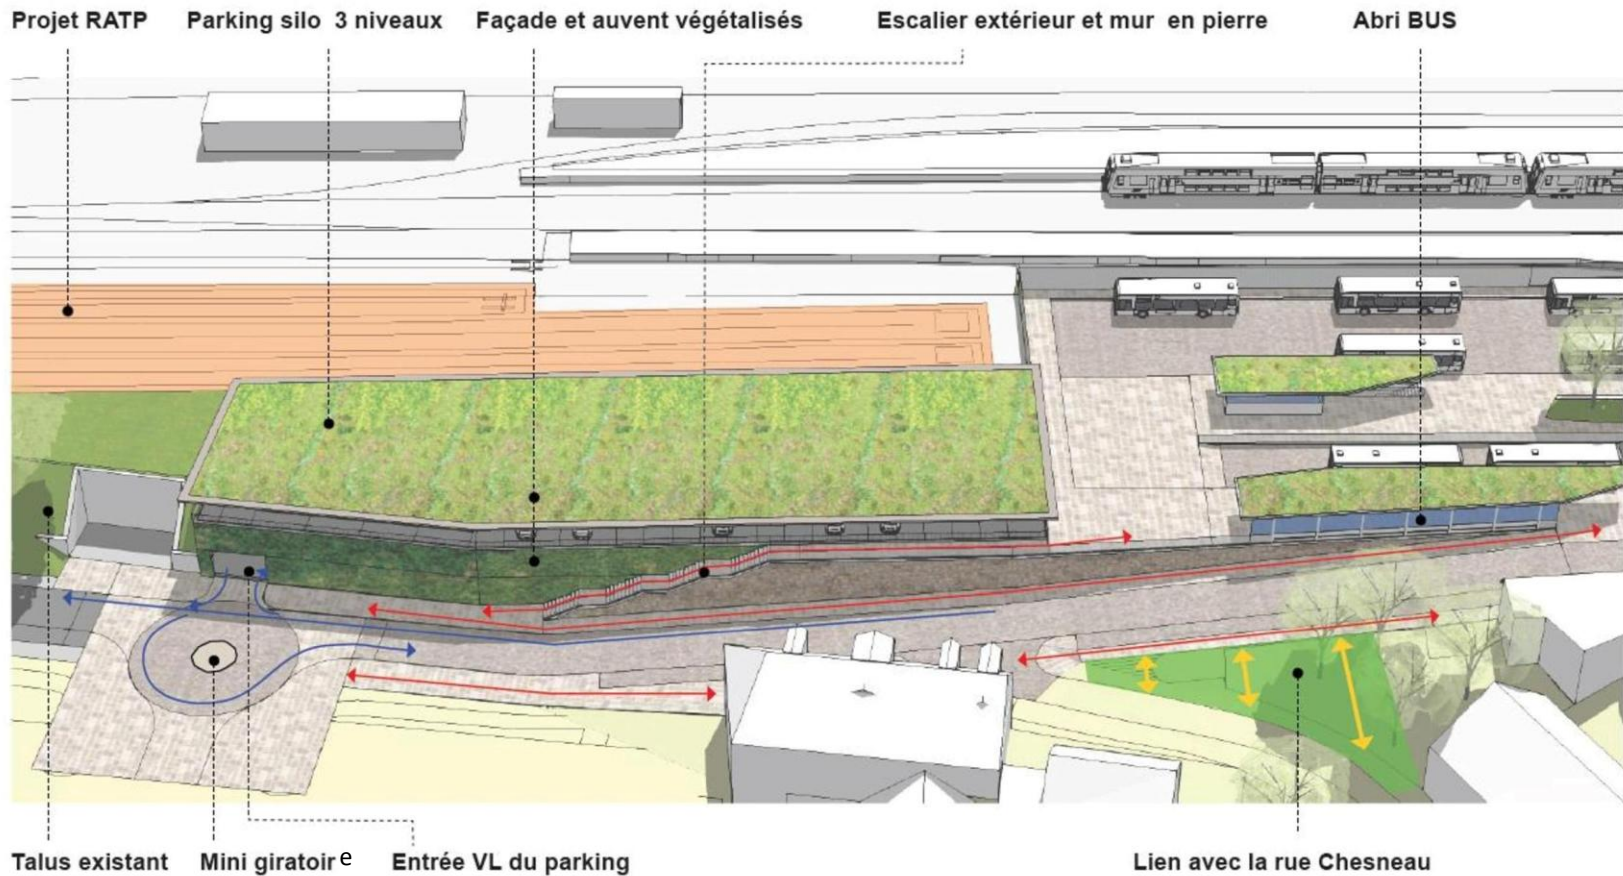 Projet RATP
Parking silo 3 niveaux
Façade et auvent végétalisés
Escalier extérieur et mur en pierre
Abri BUS
Talus existant
Mini giratoire
Entrée VL du parking
Lien avec la rue Chesneau